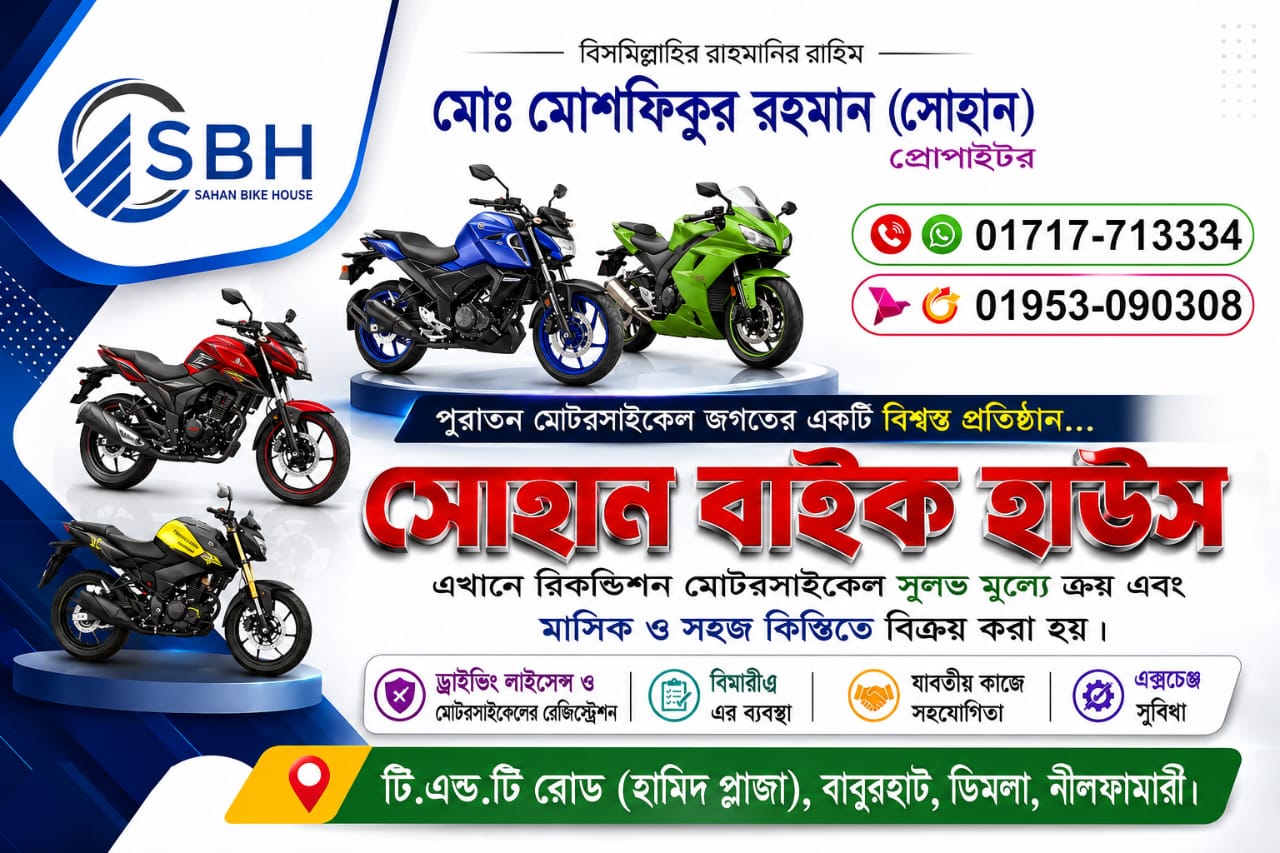 SBH
SAHAN BIKE HOUSE
বিসমিল্লাহির রাহমানির রাহিম
মোঃ মোশফিকুর রহমান (সোহান)
প্রোপাইটর
01717-713334
01953-090308
পুরাতন মোটরসাইকেল জগতের একটি বিশ্বস্ত প্রতিষ্ঠান...
সোহান বাইক হাউস
এখানে রিকন্ডিশন মোটরসাইকেল সুলভ মুল্যে ক্রয় এবং
মাসিক ও সহজ কিস্তিতে বিক্রয় করা হয়।
ড্রাইভিং লাইসেন্স ও
মোটরসাইকেলের রেজিস্ট্রেশন
বিমারীএ
এর ব্যবস্থা
যাবতীয় কাজে
সহযোগিতা
এক্সচেঞ্জ
সুবিধা
টি.এন্ড.টি রোড (হামিদ প্লাজা), বাবুরহাট, ডিমলা, নীলফামারী।